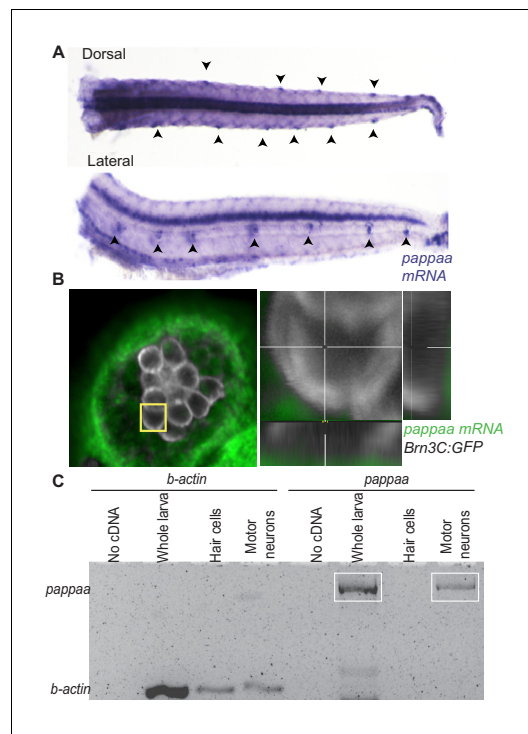 A
Dorsal
Lateral
pappaa
mRNA
B
pappaa mRNA
Brn3C:GFP
C
b-actin
pappaa
No cDNA
Whole larva
Hair cells
Motor
neurons
No cDNA
Whole larva
Hair cells
Motor
neurons
pappaa
b-actin